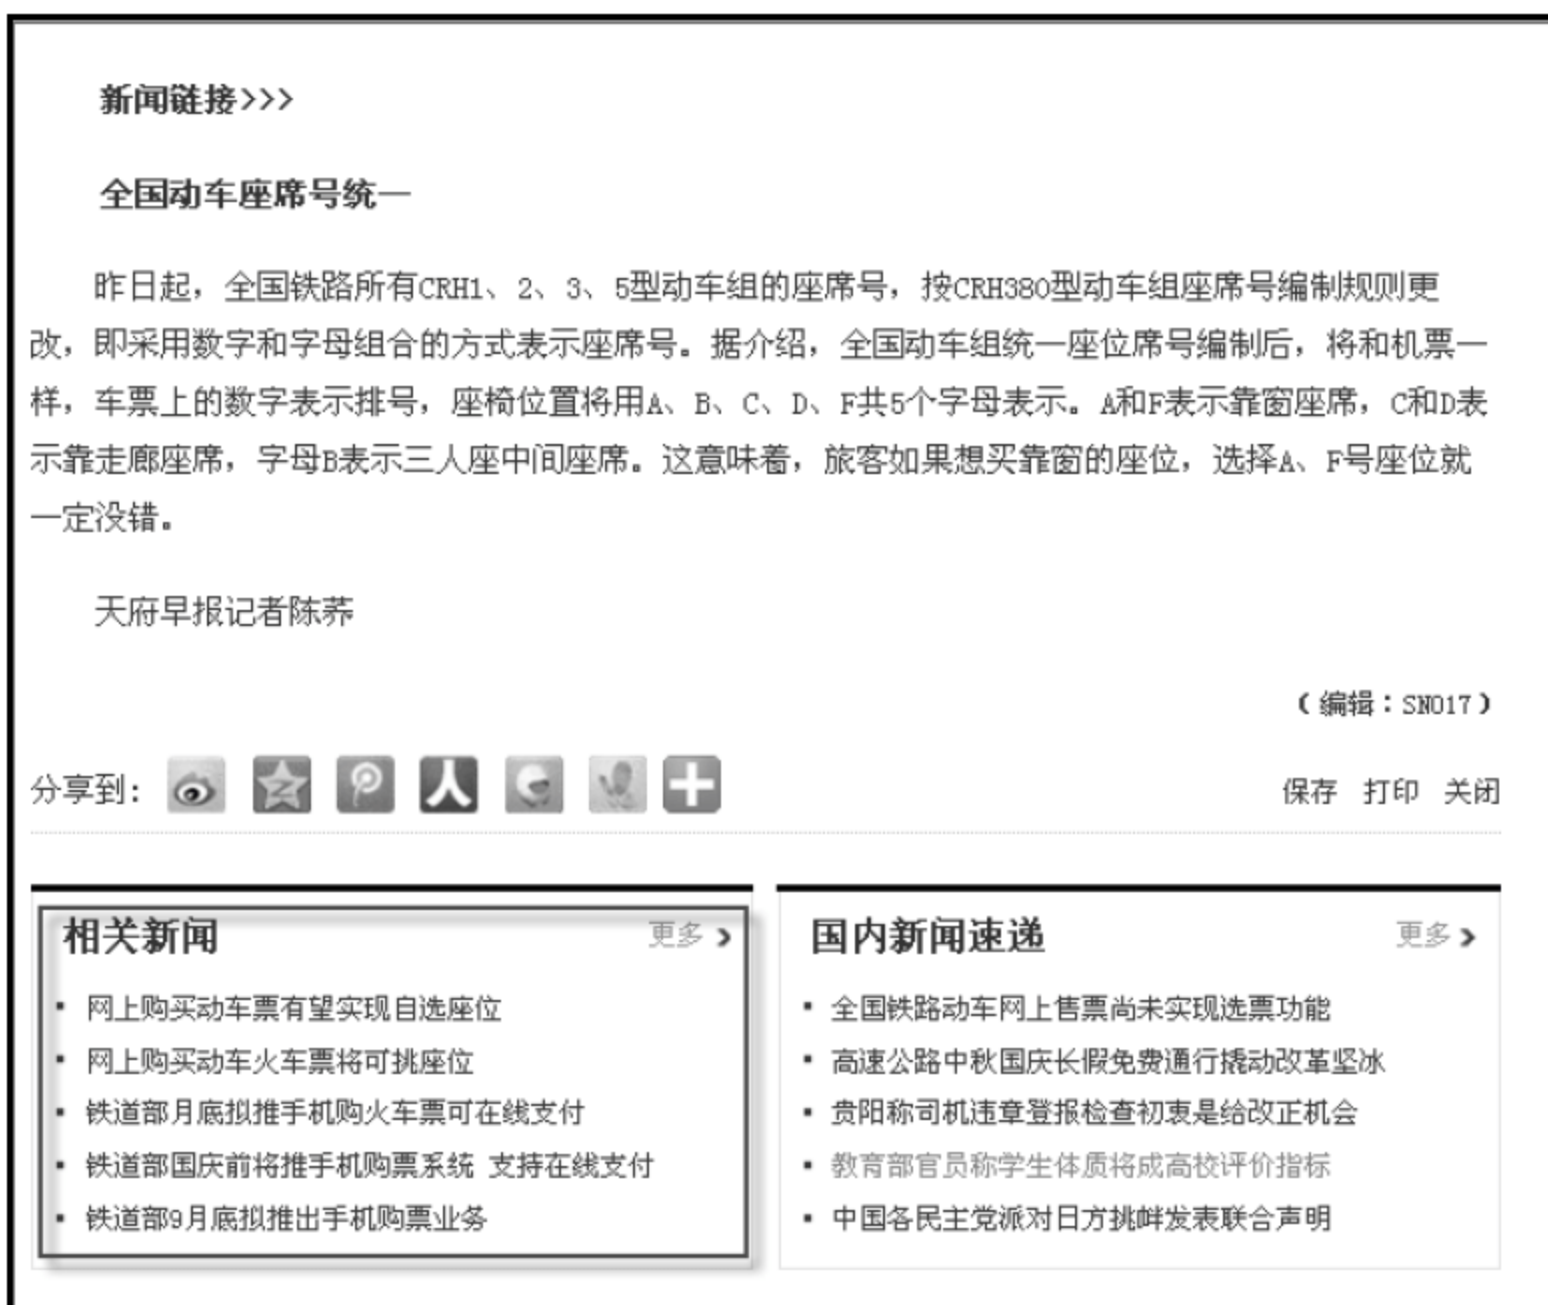 新闻链接>>>
全国动车座席号统一
昨日起，全国铁路所有CRH1、2、3、5型动车组的座席号，按CRH380型动车组座席号编制规则更
改，即采用数字和字母组合的方式表示座席号。据介绍，全国动车组统一座位席号编制后，将和机票一
样，车票上的数字表示排号，座椅位置将用A、B、C、D、F共5个字母表示。A和F表示靠窗座席，C和D表
示靠走廊座席，字母B表示三人座中间座席。这意味着，旅客如果想买靠窗的座位，选择A、F号座位就
一定没错。
天府早报记者陈荞
（编辑：SN017）
分享到： 保存 打印 关闭
相关新闻 更多
网上购买动车票有望实现自选座位
网上购买动车火车票将可挑座位
铁道部月底拟推手机购火车票可在线支付
铁道部国庆前将推手机购票系统 支持在线支付
铁道部9月底拟推出手机购票业务
国内新闻速递 更多
全国铁路动车网上售票尚未实现选票功能
高速公路中秋国庆长假免费通行撬动改革坚冰
贵阳称司机违章登报检查初衷是给改正机会
教育部官员称学生体质将成高校评价指标
中国各民主党派对日方挑衅发表联合声明